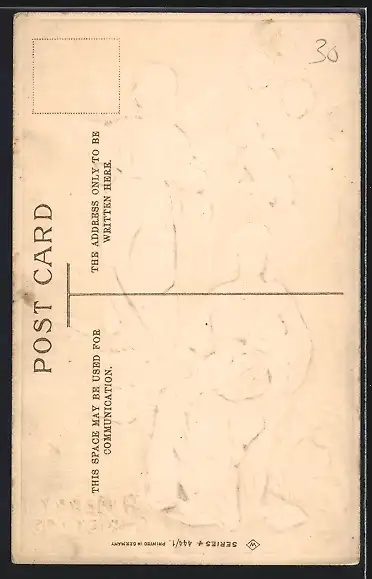 30
POST CARD
THIS SPACE MAY BE USED FOR
COMMUNICATION.
THE ADDRESS ONLY TO BE
WRITTEN HERE.
W SERIES 444/1. PRINTED IN GERMANY